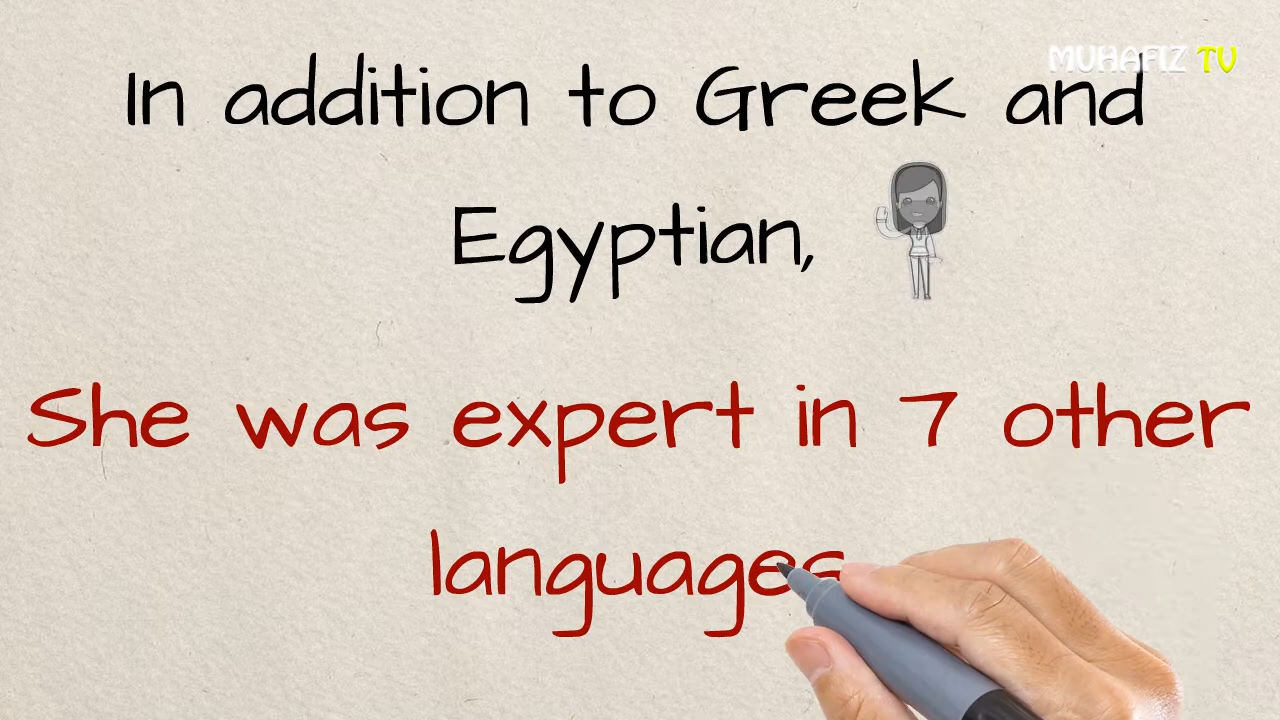 MUHAFIZ TV
In addition to Greek and
Egyptian,
She was expert in 7 other
languages